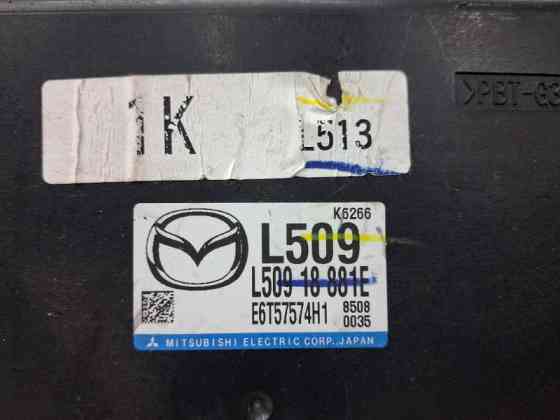 >PBT-G3
1K L513
K6266
L509
L509 18 881E
E6T57574H1 8508
0035
MITSUBISHI ELECTRIC CORP., JAPAN